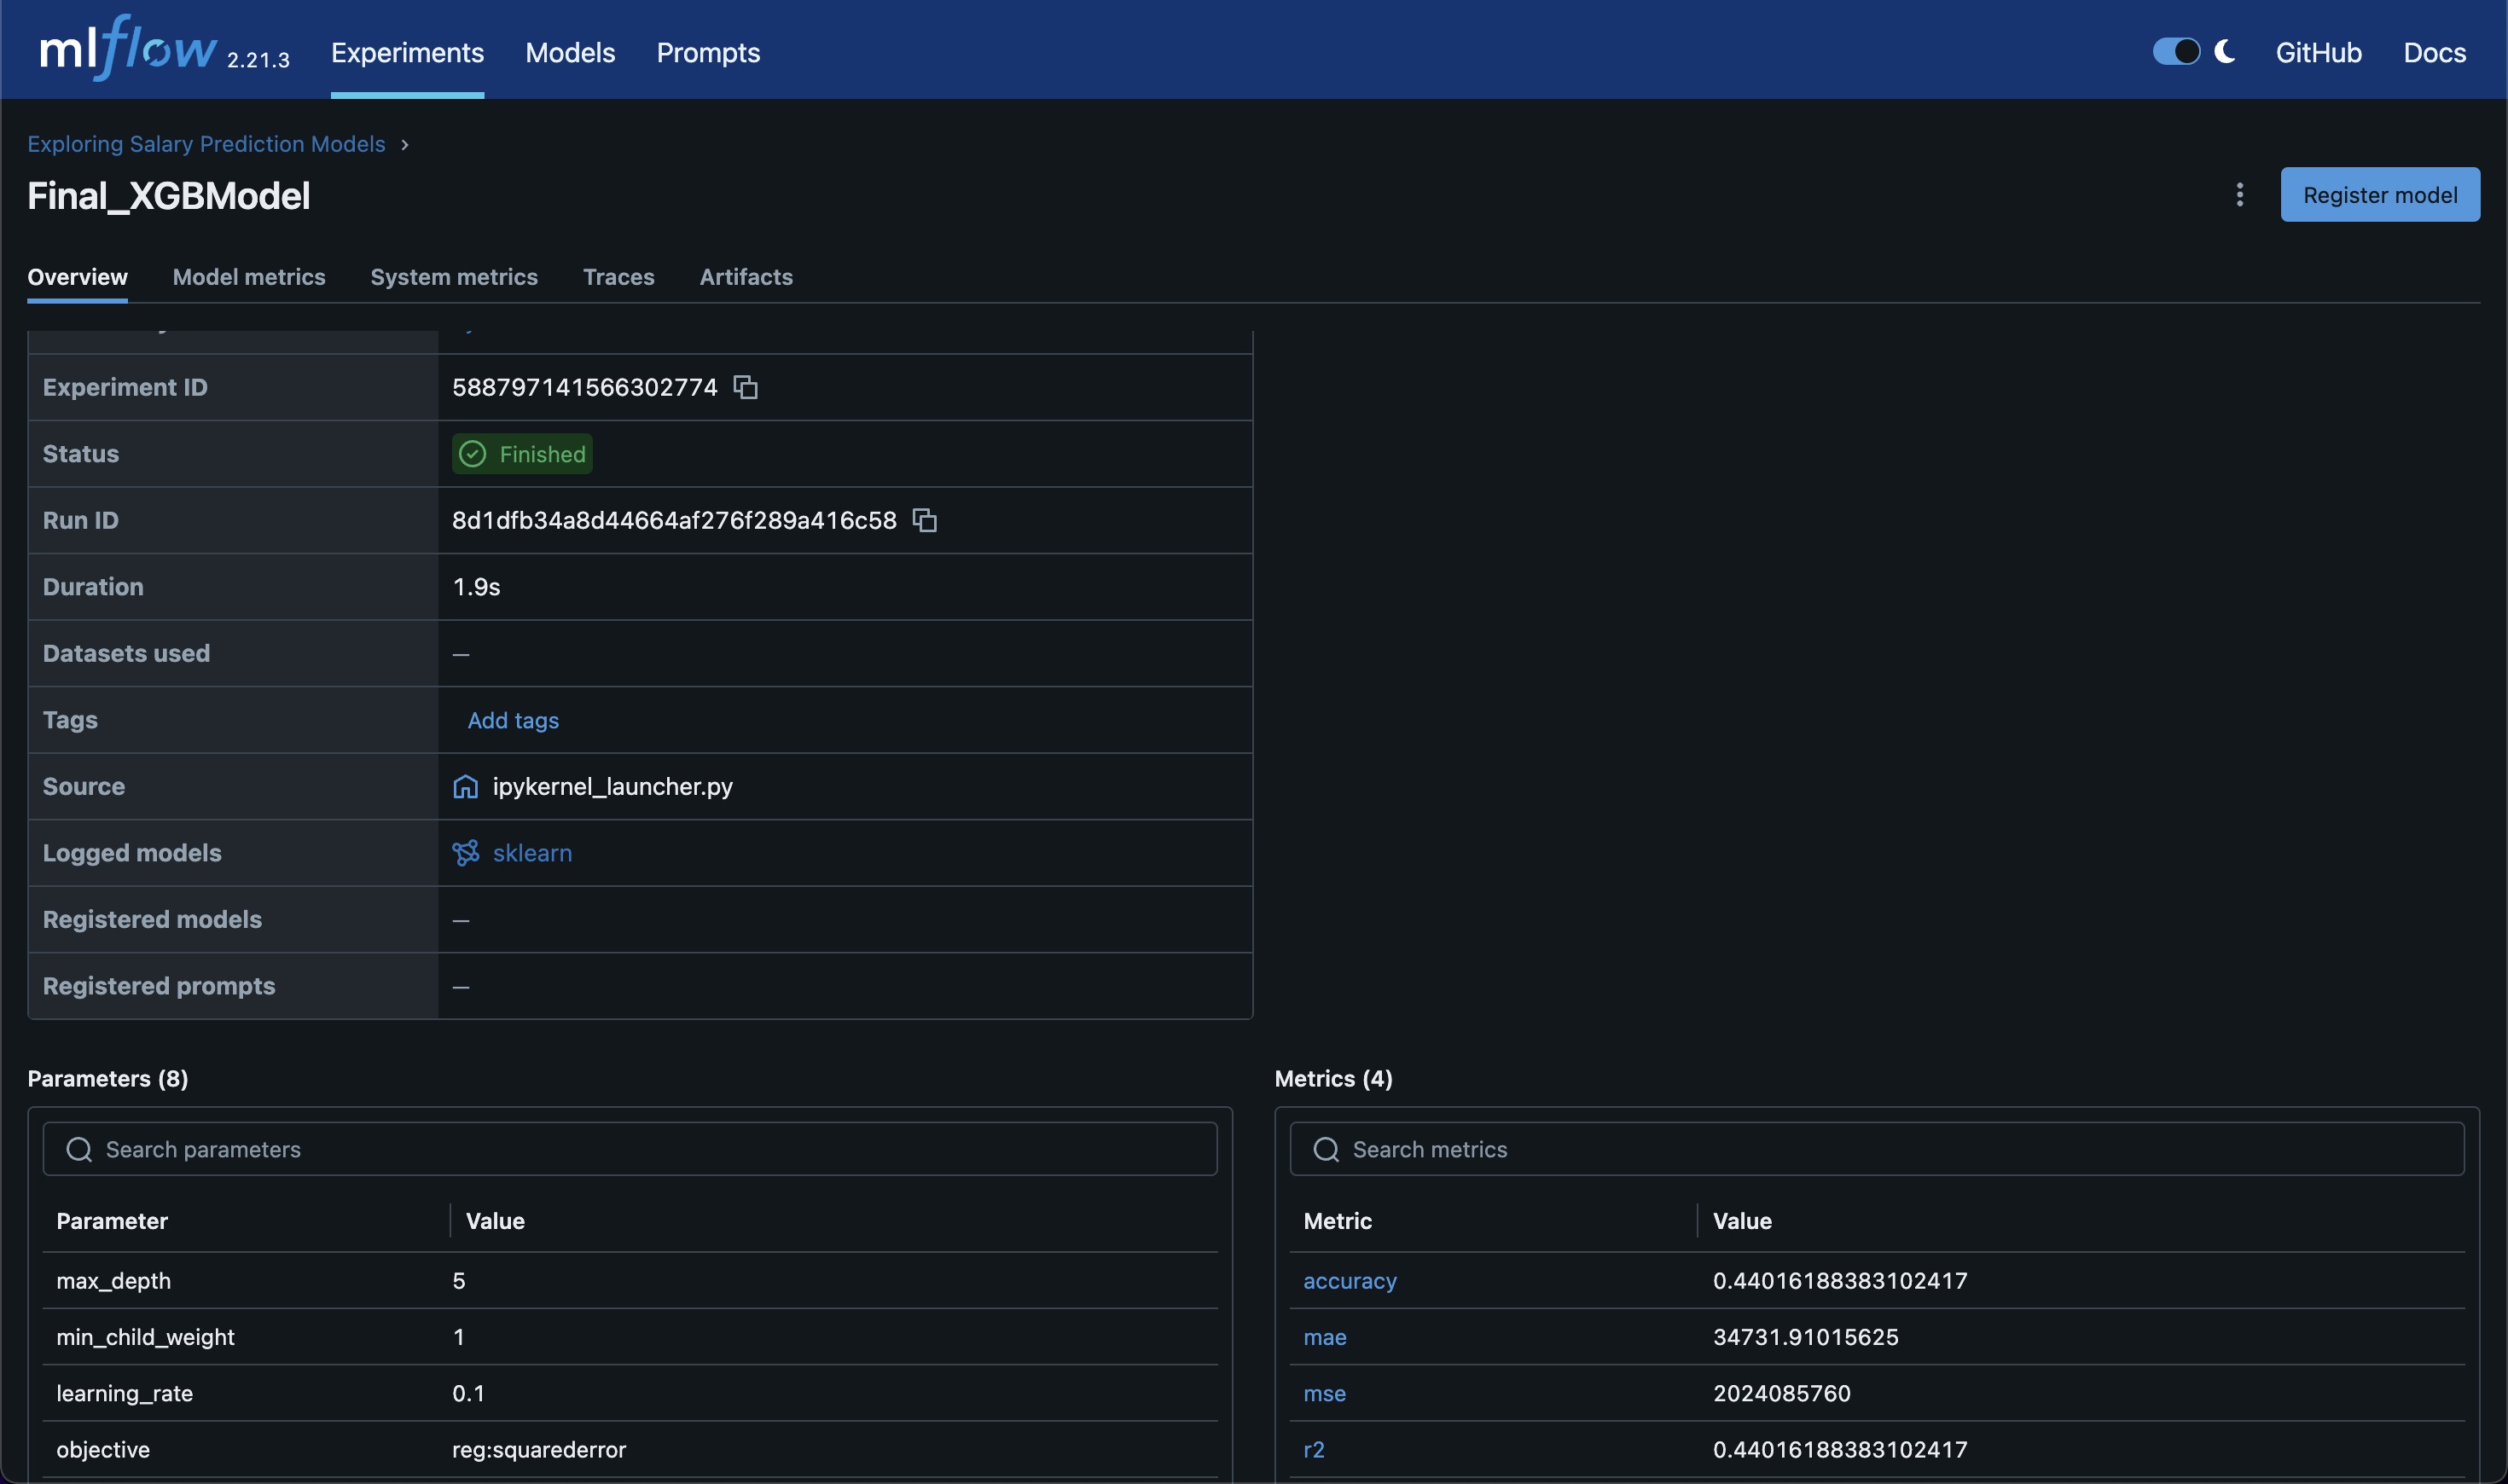 mlflow 2.21.3 Experiments Models Prompts GitHub Docs
Exploring Salary Prediction Models
Final_XGBModel
Register model
Overview Model metrics System metrics Traces Artifacts
Experiment ID 588797141566302774
Status Finished
Run ID 8d1dfb34a8d44664af276f289a416c58
Duration 1.9s
Datasets used —
Tags Add tags
Source ipykernel_launcher.py
Logged models sklearn
Registered models —
Registered prompts —
Parameters (8)
Search parameters
Parameter Value
max_depth 5
min_child_weight 1
learning_rate 0.1
objective reg:squarederror
Metrics (4)
Search metrics
Metric Value
accuracy 0.44016188383102417
mae 34731.91015625
mse 2024085760
r2 0.44016188383102417